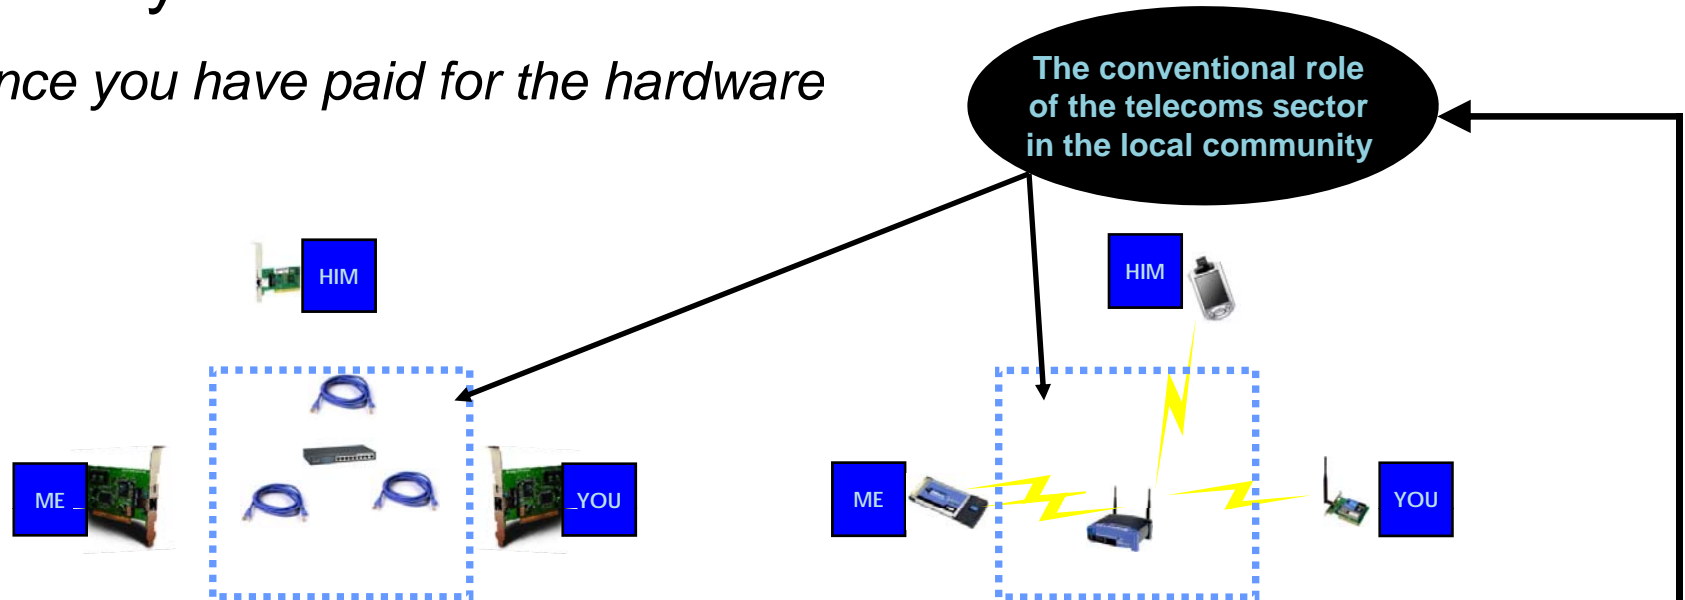 nce you have paid for the hardware
The conventional role
of the telecoms sector
in the local community
HIM
HIM
ME
YOU
ME
YOU